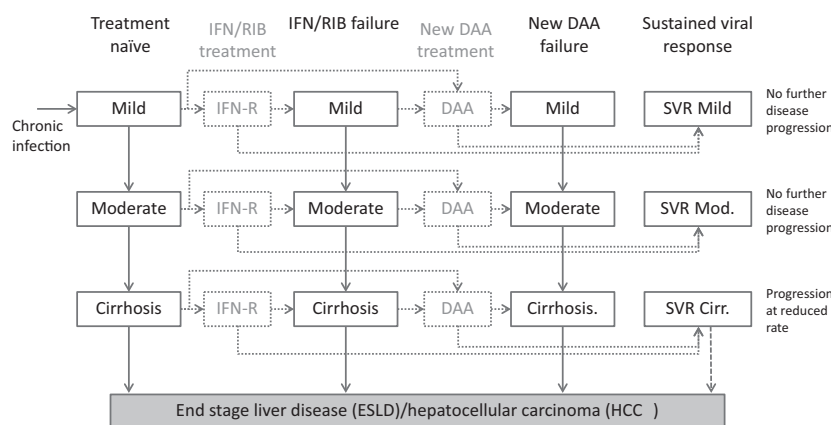 Treatment
naïve
IFN/RIB
treatment
IFN/RIB failure
New DAA
treatment
New DAA
failure
Sustained viral
response
Chronic
infection
Mild
IFN-R
Mild
DAA
Mild
SVR Mild
No further
disease
progression
Moderate
IFN-R
Moderate
DAA
Moderate
SVR Mod.
No further
disease
progression
Cirrhosis
IFN-R
Cirrhosis
DAA
Cirrhosis.
SVR Cirr.
Progression
at reduced
rate
End stage liver disease (ESLD)/hepatocellular carcinoma (HCC )